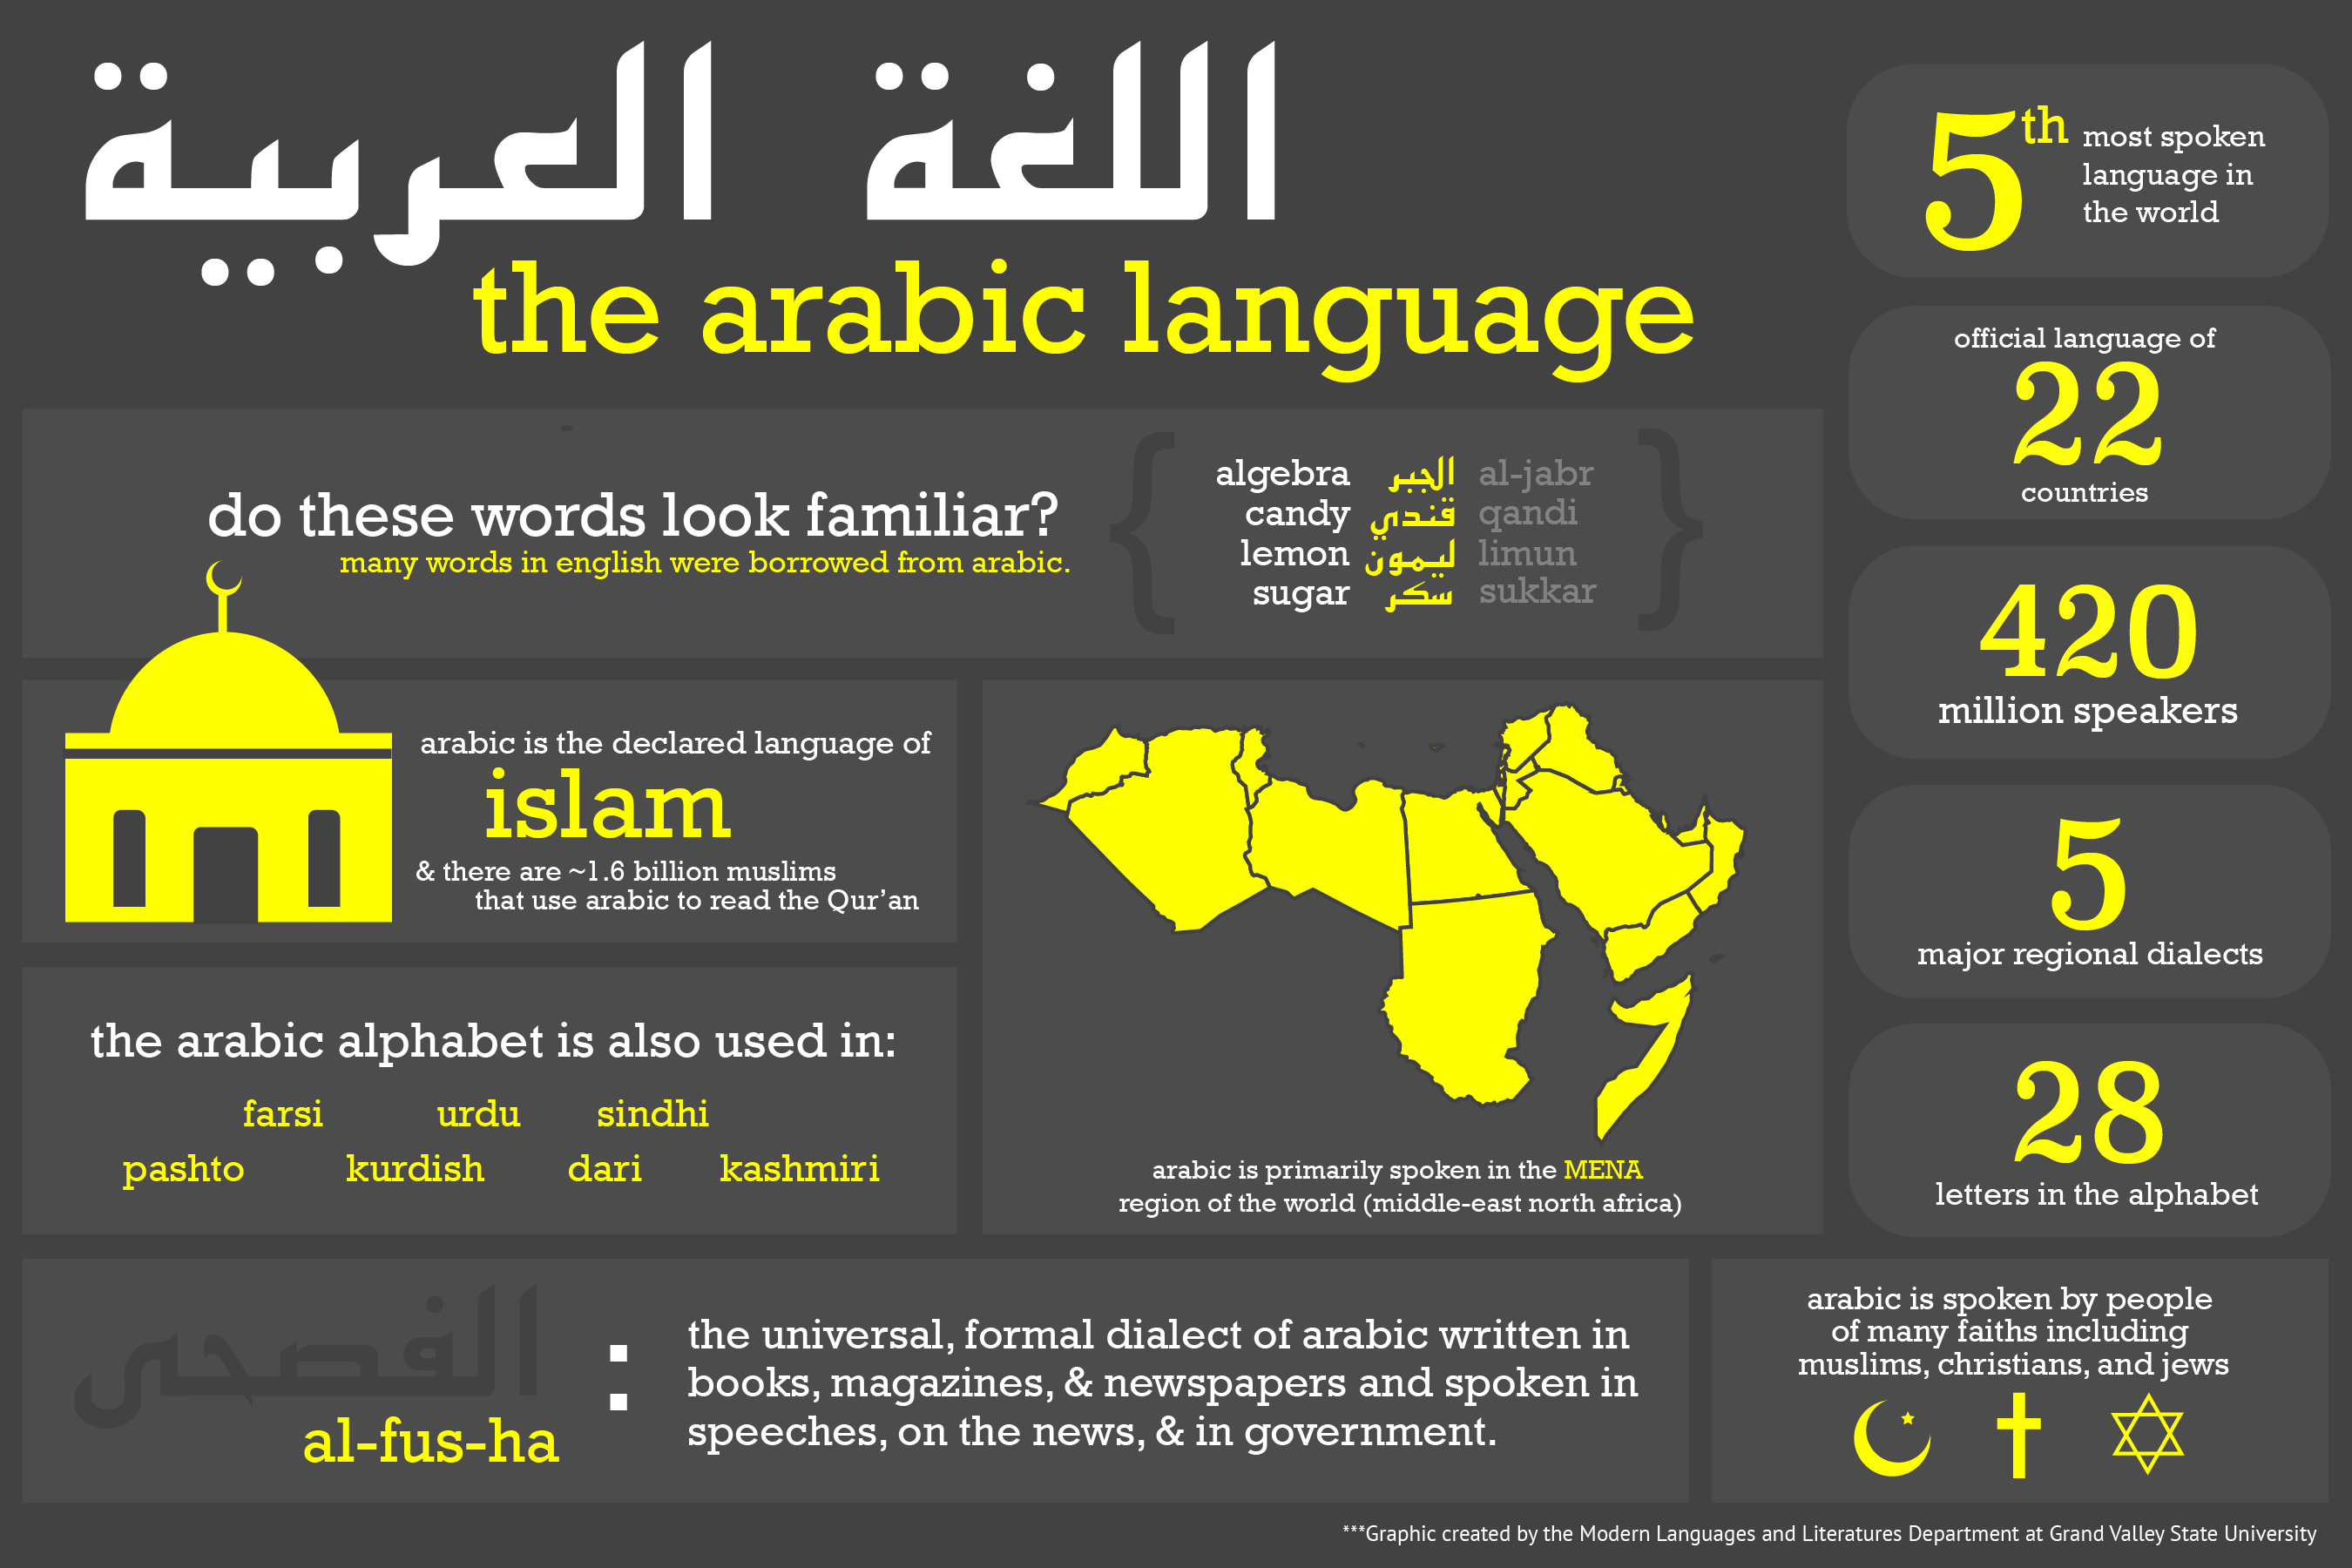 اللغة العربية
the arabic language
5th most spoken
language in
the world
official language of
22
countries
do these words look familiar?
many words in english were borrowed from arabic.
algebra الجبر al-jabr
candy قندي qandi
lemon ليمون limun
sugar سكر sukkar
420
million speakers
arabic is the declared language of
islam
& there are ~1.6 billion muslims
that use arabic to read the Qur’an
5
major regional dialects
the arabic alphabet is also used in:
farsi urdu sindhi
pashto kurdish dari kashmiri
arabic is primarily spoken in the MENA
region of the world (middle-east north africa)
28
letters in the alphabet
الفصحى
al-fus-ha
:
the universal, formal dialect of arabic written in
books, magazines, & newspapers and spoken in
speeches, on the news, & in government.
arabic is spoken by people
of many faiths including
muslims, christians, and jews
***Graphic created by the Modern Languages and Literatures Department at Grand Valley State University